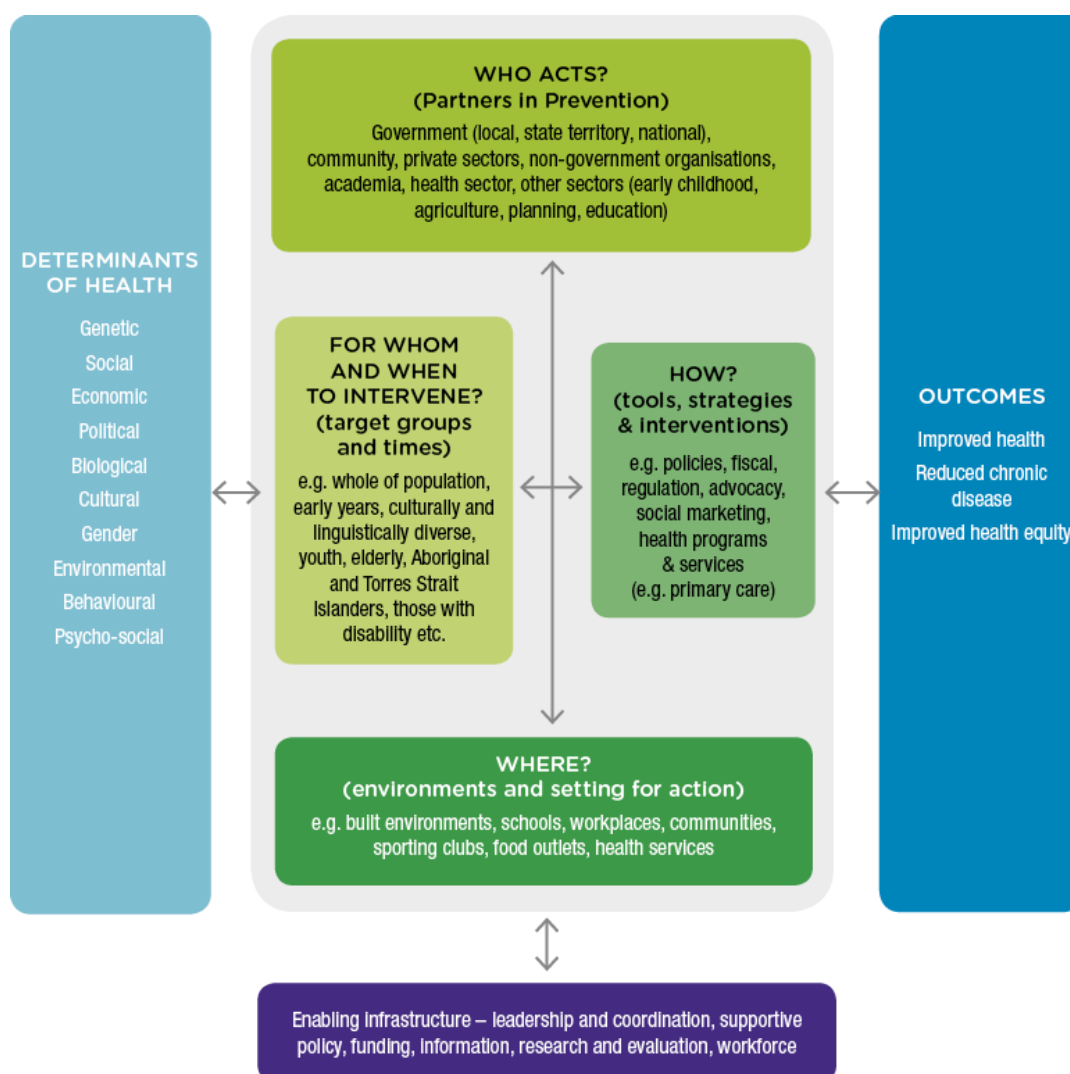 WHO ACTS?
(Partners in Prevention)
Government (local, state territory, national),
community, private sectors, non-government organisations,
academia, health sector, other sectors (early childhood,
agriculture, planning, education)
DETERMINANTS
OF HEALTH
Genetic
Social
Economic
Political
Biological
Cultural
Gender
Environmental
Behavioural
Psycho-social
FOR WHOM
AND WHEN
TO INTERVENE?
(target groups
and times)
e.g. whole of population,
early years, culturally and
linguistically diverse,
youth, elderly, Aboriginal
and Torres Strait
Islanders, those with
disability etc.
HOW?
(tools, strategies
& interventions)
e.g. policies, fiscal,
regulation, advocacy,
social marketing,
health programs
& services
(e.g. primary care)
OUTCOMES
Improved health
Reduced chronic
disease
Improved health equity
WHERE?
(environments and setting for action)
e.g. built environments, schools, workplaces, communities,
sporting clubs, food outlets, health services
Enabling infrastructure – leadership and coordination, supportive
policy, funding, information, research and evaluation, workforce